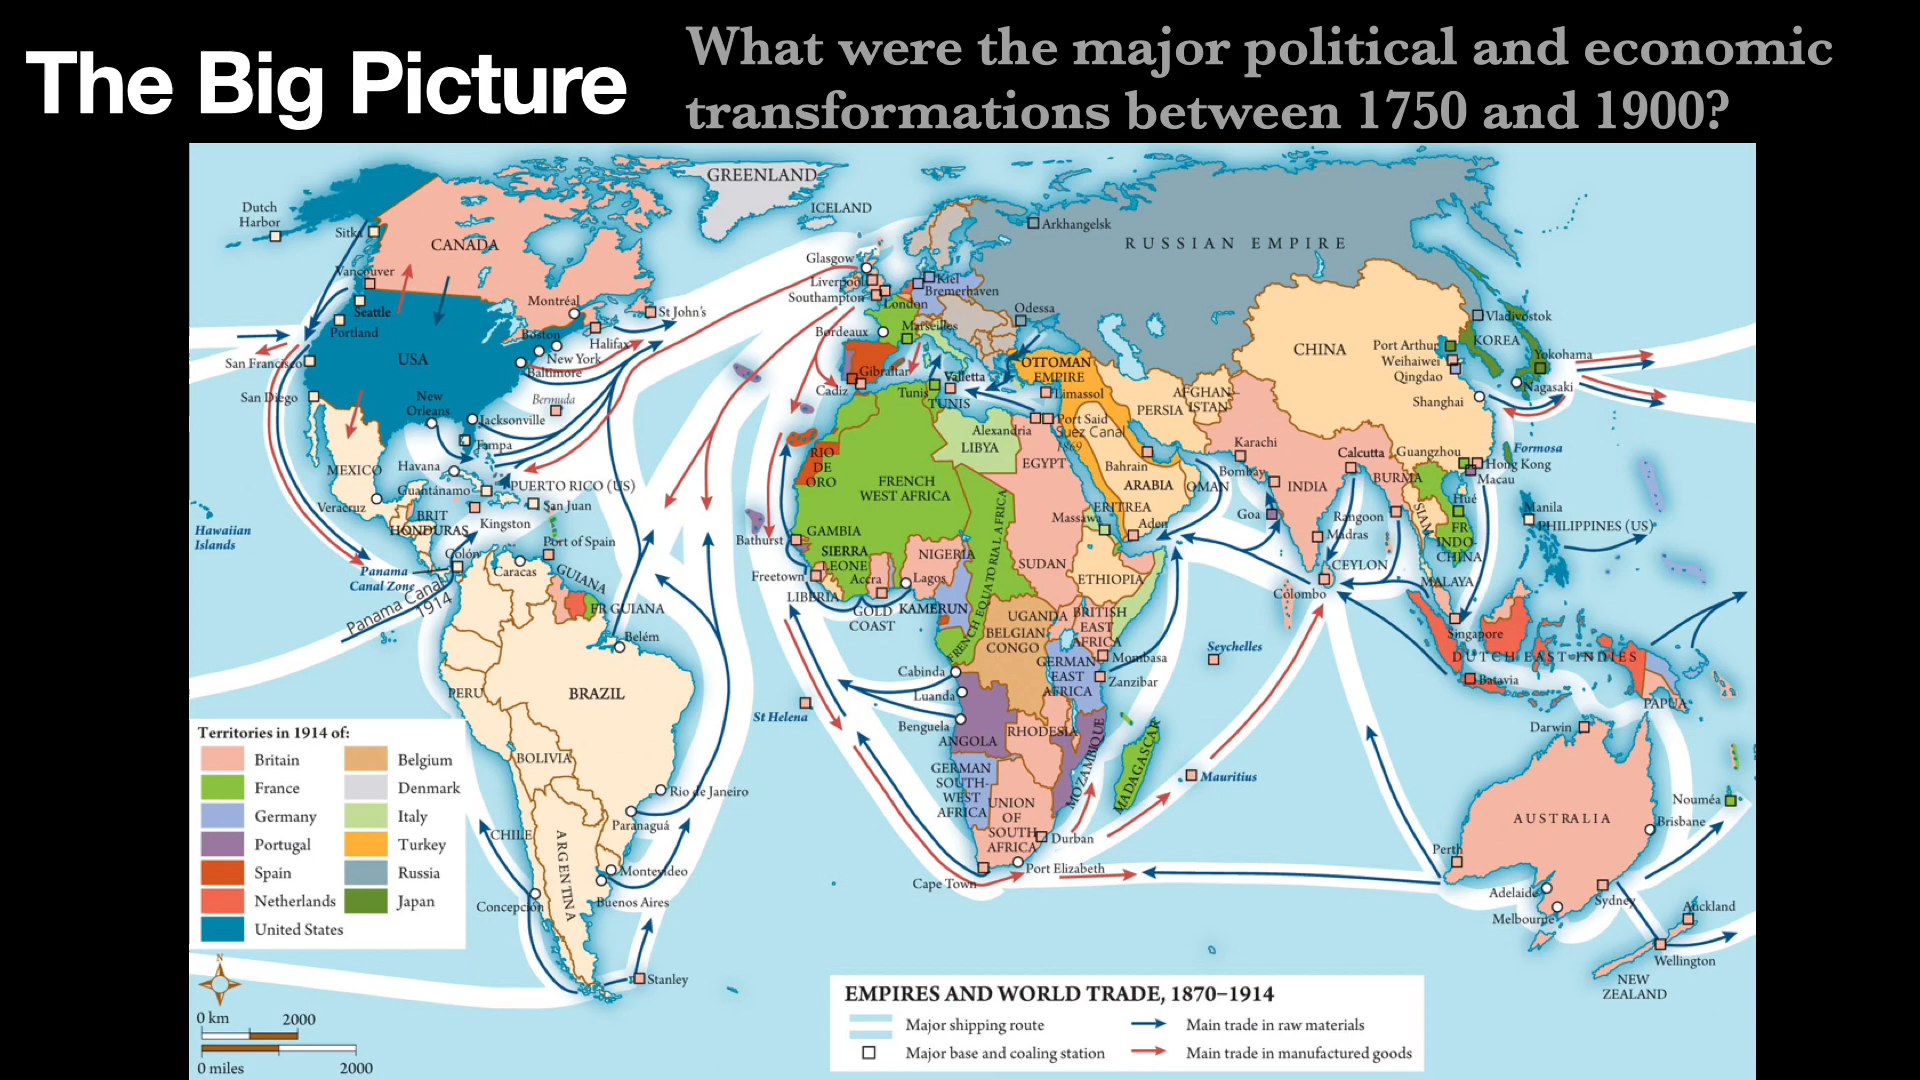 The Big Picture
What were the major political and economic
transformations between 1750 and 1900?
GREENLAND
ICELAND
Dutch
Harbor
Sitka
CANADA
Vancouver
Seattle
Portland
San Francisco
San Diego
USA
Montréal
St John's
Boston
Halifax
New York
Baltimore
New
Orleans
Jacksonville
Tampa
Bermuda
MEXICO
Havana
Guantánamo
PUERTO RICO (US)
San Juan
Veracruz
BRIT
HONDURAS
Kingston
Colón
Port of Spain
Hawaiian
Islands
Panama
Canal Zone
Panama Canal
1914
Caracas
GUIANA
FR GUIANA
Belém
PERU
BRAZIL
BOLIVIA
Rio de Janeiro
Paranaguá
CHILE
ARGENTINA
Montevideo
Buenos Aires
Concepción
Stanley
Glasgow
Liverpool
Southampton
London
Kiel
Bremerhaven
Bordeaux
Marseilles
Odessa
Arkhangelsk
RUSSIAN EMPIRE
Gibraltar
Cadiz
Tunis
TUNIS
Valletta
OTTOMAN
EMPIRE
Limassol
Alexandria
Port Said
Suez Canal
1869
PERSIA
AFGHAN-
ISTAN
CHINA
Port Arthur
Weihaiwei
Qingdao
KOREA
Vladivostok
Yokohama
Nagasaki
Shanghai
RIO
DE
ORO
FRENCH
WEST AFRICA
LIBYA
EGYPT
Bahrain
ARABIA
OMAN
Karachi
Bombay
Calcutta
INDIA
BURMA
Guangzhou
Formosa
Hong Kong
Macau
ERITREA
Massawa
Aden
Goa
Madras
Rangoon
SIAM
Hué
FR
INDO-
CHINA
Manila
PHILIPPINES (US)
Bathurst
GAMBIA
SIERRA
LEONE
Freetown
LIBERIA
Accra
GOLD
COAST
NIGERIA
Lagos
KAMERUN
FRENCH EQUATORIAL AFRICA
SUDAN
ETHIOPIA
UGANDA
BRITISH
EAST
AFRICA
BELGIAN
CONGO
GERMAN
EAST
AFRICA
Mombasa
Zanzibar
CEYLON
Colombo
MALAYA
Singapore
DUTCH EAST INDIES
Batavia
PAPUA
Seychelles
Cabinda
Luanda
Benguela
ANGOLA
RHODESIA
MOZAMBIQUE
MADAGASCAR
Mauritius
St Helena
GERMAN
SOUTH-
WEST
AFRICA
UNION
OF
SOUTH
AFRICA
Durban
Port Elizabeth
Cape Town
Darwin
AUSTRALIA
Nouméa
Brisbane
Perth
Adelaide
Melbourne
Sydney
Auckland
Wellington
NEW
ZEALAND
Territories in 1914 of:
Britain
France
Germany
Portugal
Spain
Netherlands
United States
Belgium
Denmark
Italy
Turkey
Russia
Japan
N
0 km 2000
0 miles 2000
EMPIRES AND WORLD TRADE, 1870–1914
Major shipping route
Major base and coaling station
Main trade in raw materials
Main trade in manufactured goods